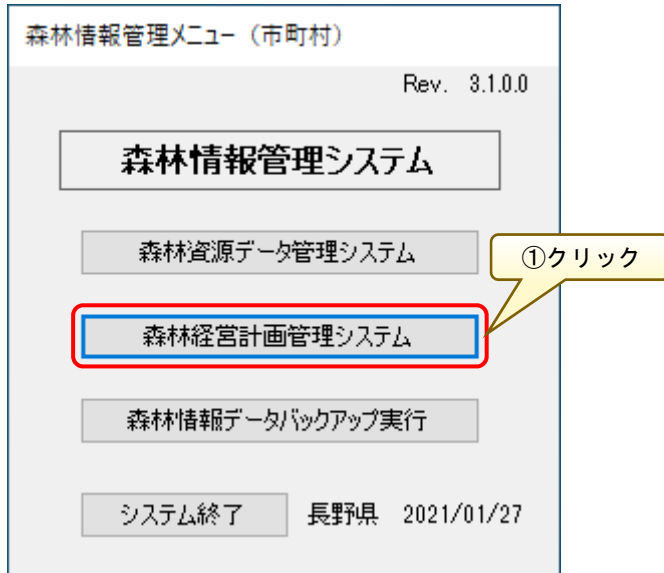 森林情報管理メニュー（市町村）
Rev. 3.1.0.0
森林情報管理システム
森林資源データ管理システム
①クリック
森林経営計画管理システム
森林情報データバックアップ実行
システム終了 長野県 2021/01/27